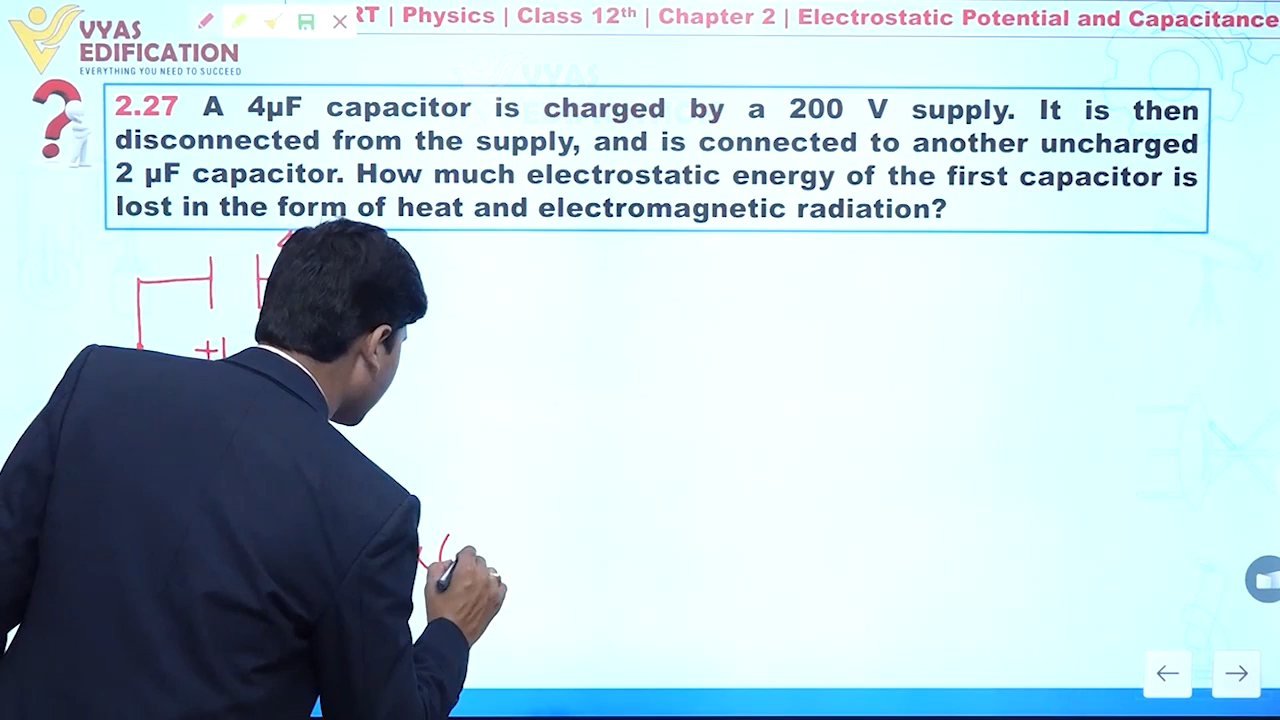 RT | Physics | Class 12th | Chapter 2 | Electrostatic Potential and Capacitance
VYAS
EDIFICATION
EVERYTHING YOU NEED TO SUCCEED
2.27 A 4µF capacitor is charged by a 200 V supply. It is then
disconnected from the supply, and is connected to another uncharged
2 µF capacitor. How much electrostatic energy of the first capacitor is
lost in the form of heat and electromagnetic radiation?